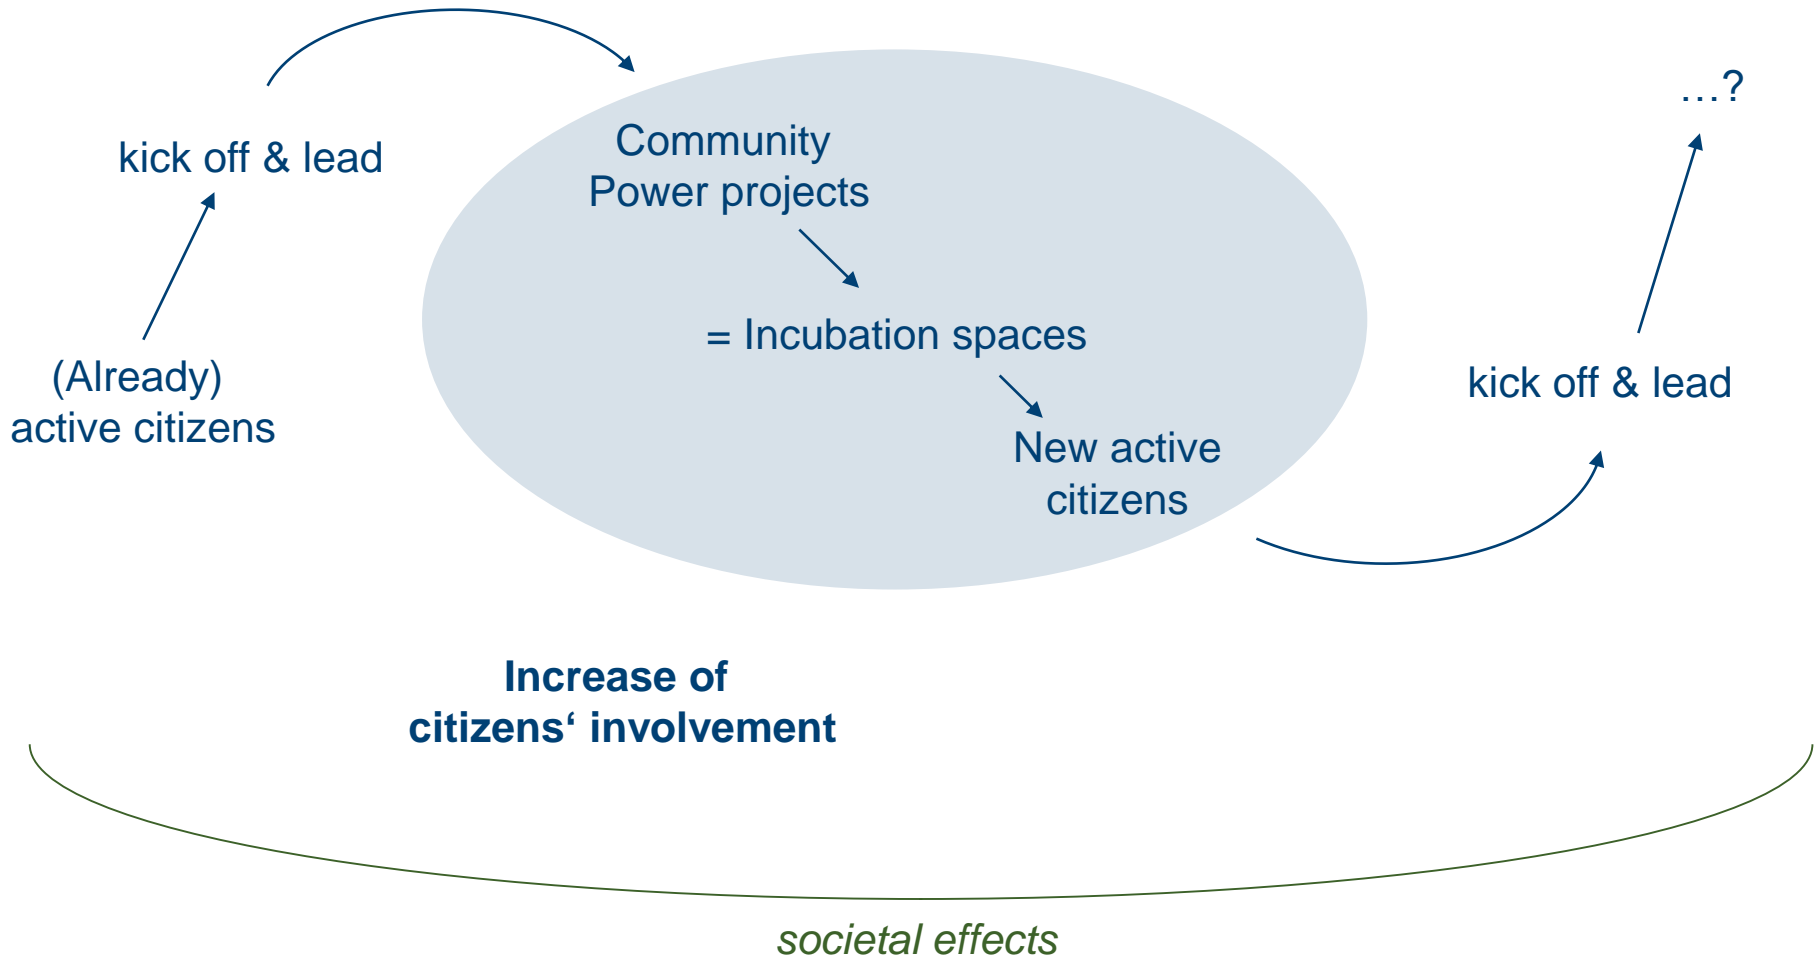 (Already)
active citizens
kick off & lead
Community
Power projects
= Incubation spaces
New active
citizens
kick off & lead
…?
Increase of
citizens‘ involvement
societal effects